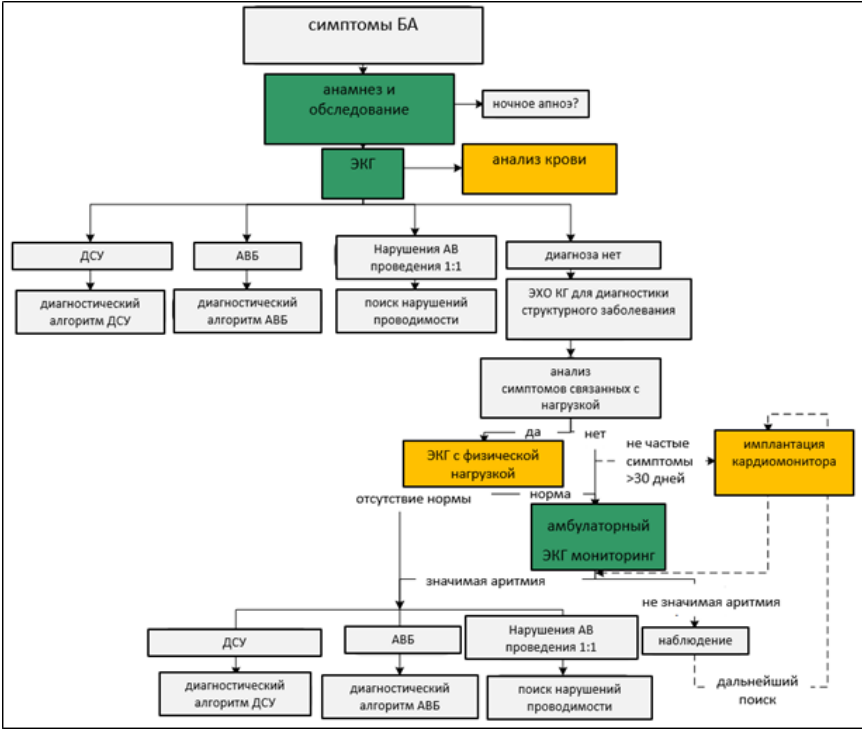 симптомы БА
анамнез и
обследование
ночное апноэ?
ЭКГ
анализ крови
ДСУ
АВБ
Нарушения АВ
проведения 1:1
диагноза нет
диагностический
алгоритм ДСУ
диагностический
алгоритм АВБ
поиск нарушений
проводимости
ЭХО КГ для диагностики
структурного заболевания
анализ
симптомов связанных с
нагрузкой
да
нет
ЭКГ с физической
нагрузкой
не частые
симптомы
>30 дней
имплантация
кардиомонитора
отсутствие нормы
норма
амбулаторный
ЭКГ мониторинг
значимая аритмия
не значимая аритмия
ДСУ
АВБ
Нарушения АВ
проведения 1:1
наблюдение
диагностический
алгоритм ДСУ
диагностический
алгоритм АВБ
поиск нарушений
проводимости
дальнейший
поиск